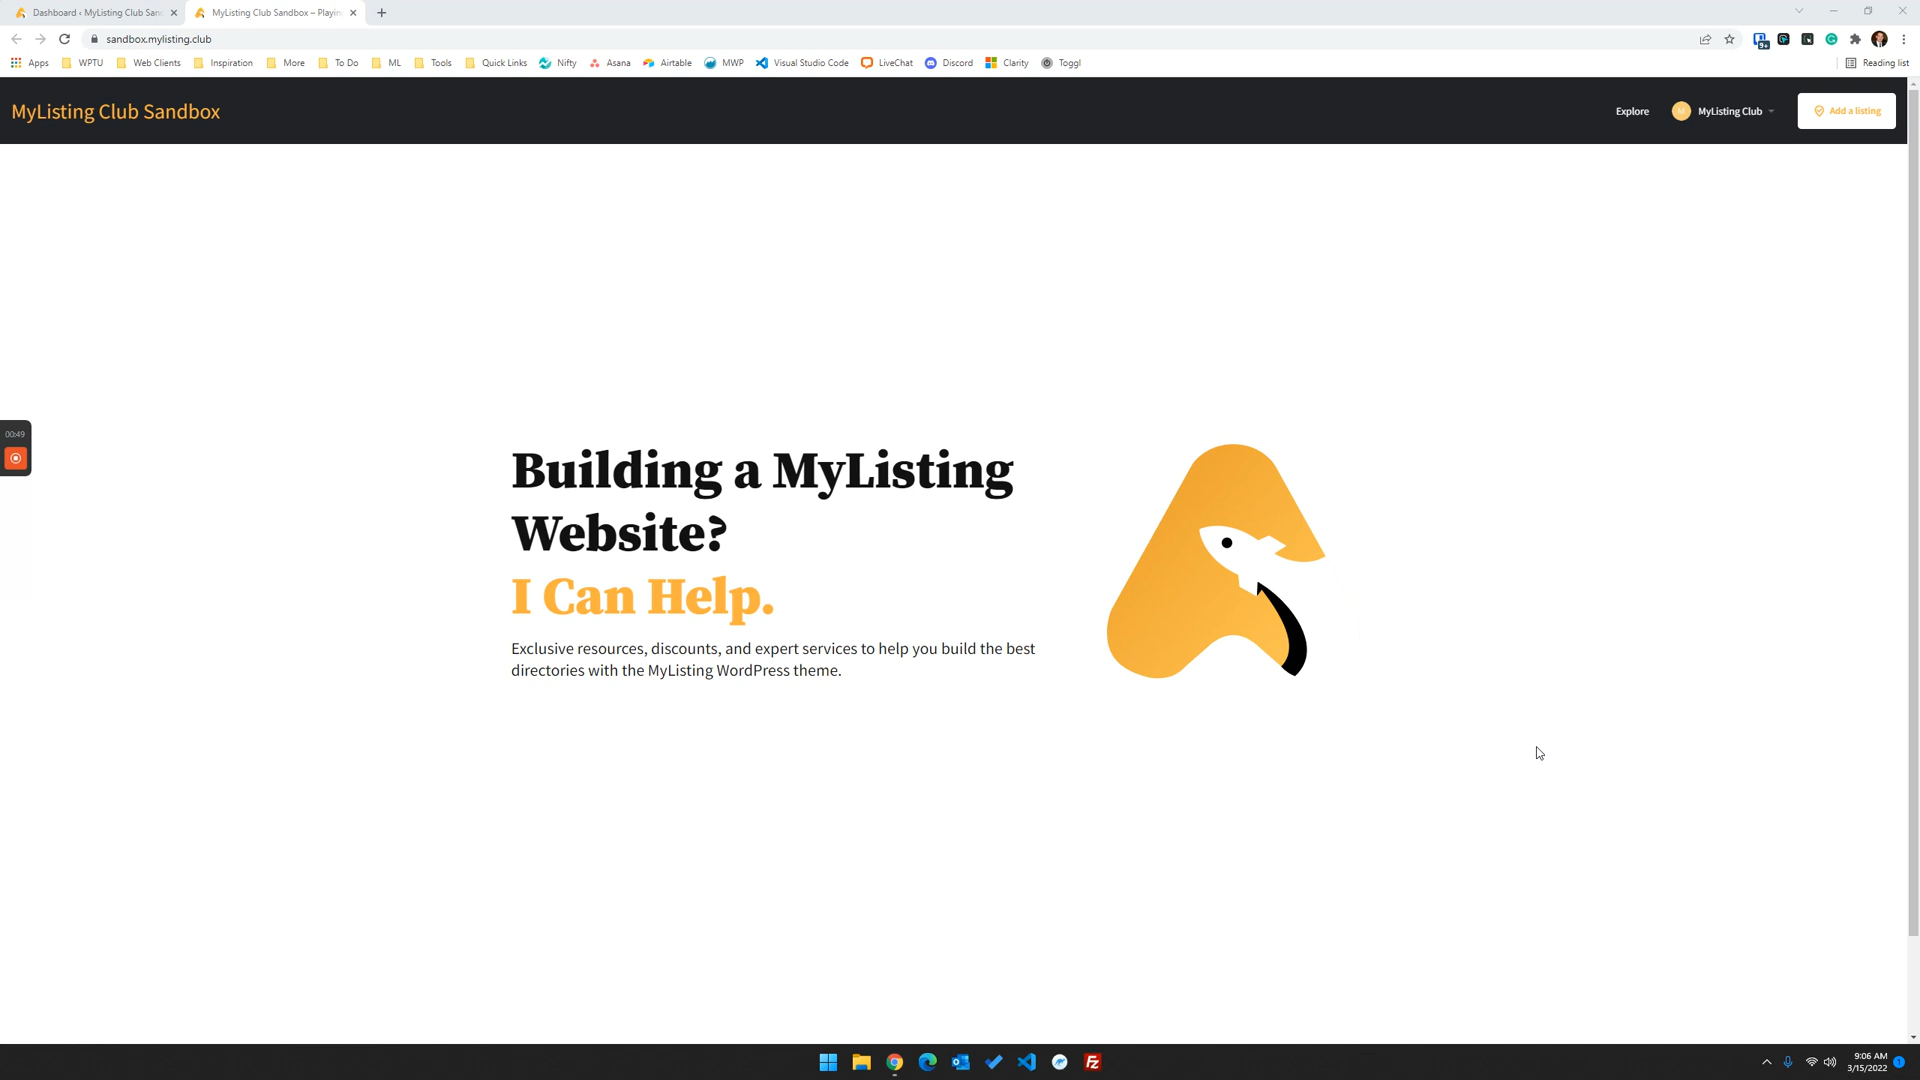 Dashboard ‹ MyListing Club San
MyListing Club Sandbox – Playin
sandbox.mylisting.club
9+
Apps
WPTU
Web Clients
Inspiration
More
To Do
ML
Tools
Quick Links
Nifty
Asana
Airtable
MWP
Visual Studio Code
LiveChat
Discord
Clarity
Toggl
Reading list
MyListing Club Sandbox
Explore
MyListing Club
Add a listing
00:49
Building a MyListing
Website?
I Can Help.
Exclusive resources, discounts, and expert services to help you build the best
directories with the MyListing WordPress theme.
9:06 AM
3/15/2022
1